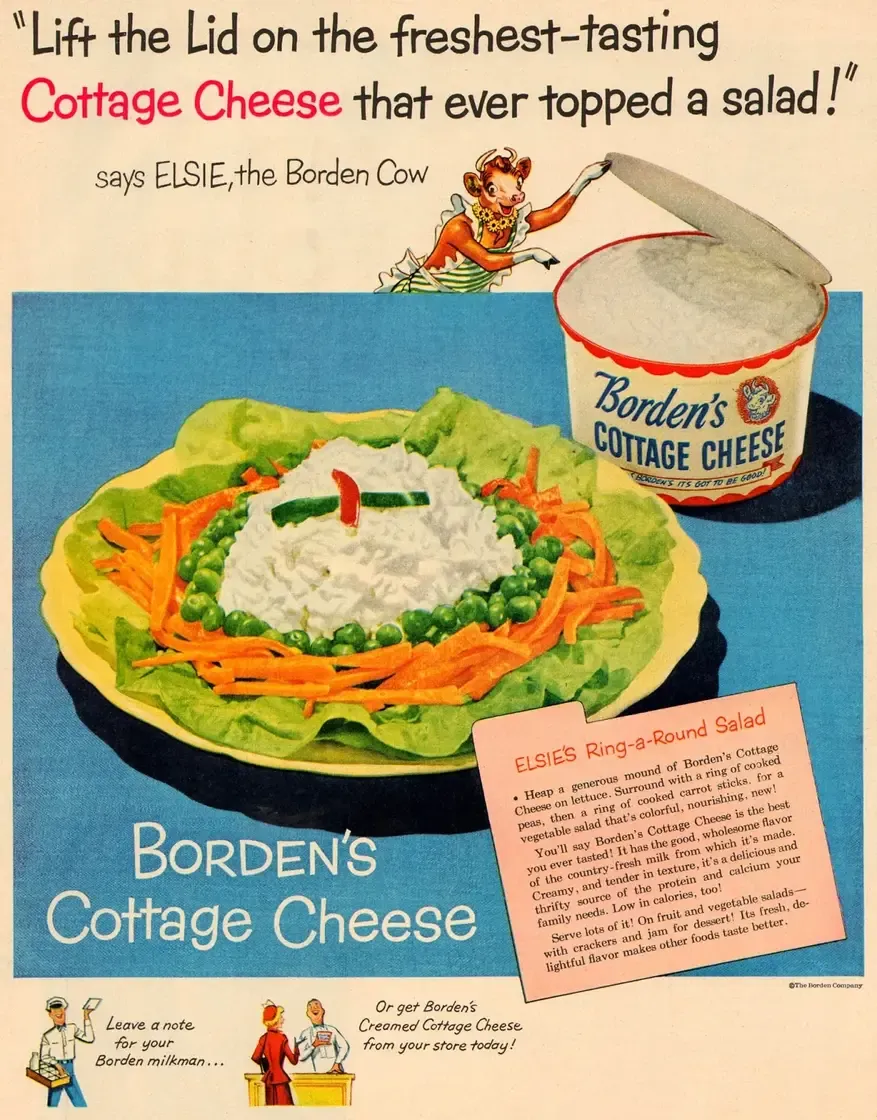 "Lift the Lid on the freshest-tasting
Cottage Cheese that ever topped a salad!"
says ELSIE, the Borden Cow
Borden's
COTTAGE CHEESE
BORDEN'S IT'S GOT TO BE GOOD!
ELSIE'S Ring-a-Round Salad
• Heap a generous mound of Borden's Cottage
Cheese on lettuce. Surround with a ring of cooked
peas, then a ring of cooked carrot sticks. for a
vegetable salad that's colorful, nourishing, new!
You'll say Borden's Cottage Cheese is the best
you ever tasted! It has the good, wholesome flavor
of the country-fresh milk from which it's made.
Creamy, and tender in texture, it's a delicious and
thrifty source of the protein and calcium your
family needs. Low in calories, too!
Serve lots of it! On fruit and vegetable salads—
with crackers and jam for dessert! Its fresh, de-
lightful flavor makes other foods taste better.
BORDEN'S
Cottage Cheese
©The Borden Company
Leave a note
for your
Borden milkman...
Or get Borden's
Creamed Cottage Cheese
from your store today!